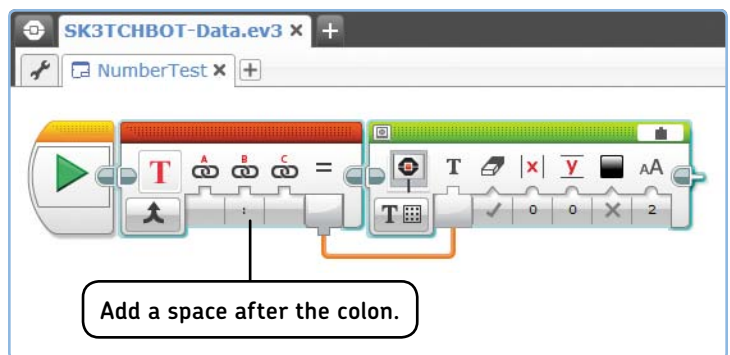 SK3TCHBOT-Data.ev3 × +
NumberTest × +
T A B C = T |x| y AA
: T 0 0 2
Add a space after the colon.